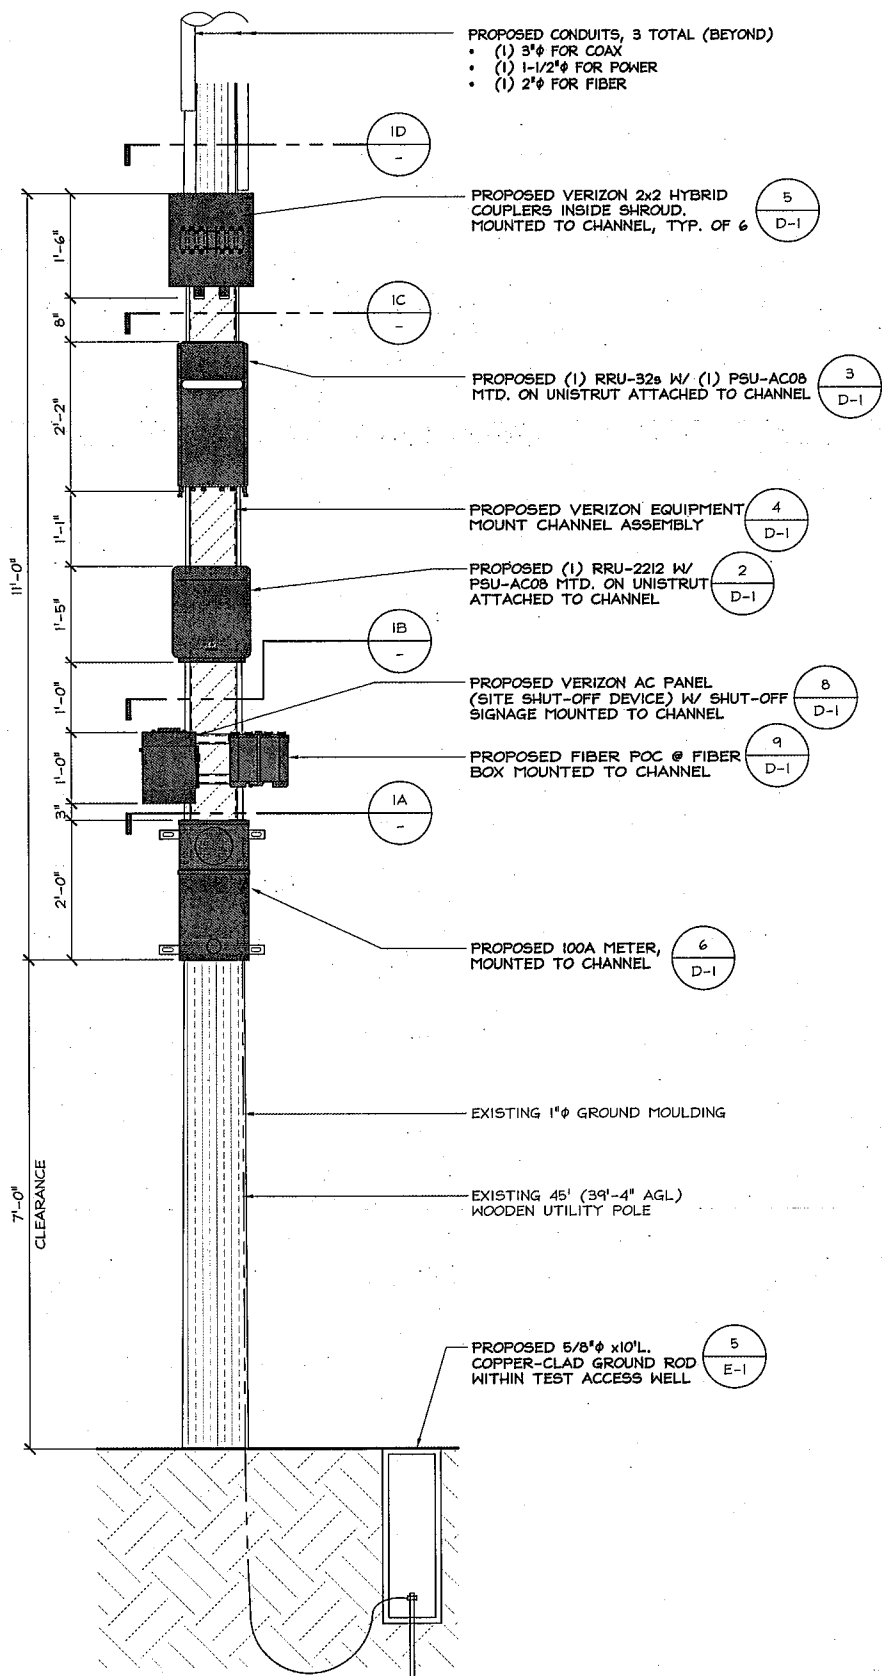 PROPOSED CONDUITS, 3 TOTAL (BEYOND)
• (1) 3"Φ FOR COAX
• (1) 1-1/2"Φ FOR POWER
• (1) 2"Φ FOR FIBER
1D
-
PROPOSED VERIZON 2x2 HYBRID
COUPLERS INSIDE SHROUD.
MOUNTED TO CHANNEL, TYP. OF 6
5
D-1
1'-6"
8"
1C
-
PROPOSED (1) RRU-32s W/ (1) PSU-AC08
MTD. ON UNISTRUT ATTACHED TO CHANNEL
3
D-1
2'-2"
PROPOSED VERIZON EQUIPMENT
MOUNT CHANNEL ASSEMBLY
4
D-1
1'-1"
11'-0"
PROPOSED (1) RRU-2212 W/
PSU-AC08 MTD. ON UNISTRUT
ATTACHED TO CHANNEL
2
D-1
1'-5"
1B
-
PROPOSED VERIZON AC PANEL
(SITE SHUT-OFF DEVICE) W/ SHUT-OFF
SIGNAGE MOUNTED TO CHANNEL
8
D-1
1'-0"
PROPOSED FIBER POC @ FIBER
BOX MOUNTED TO CHANNEL
9
D-1
1'-0"
3"
1A
-
2'-0"
PROPOSED 100A METER,
MOUNTED TO CHANNEL
6
D-1
EXISTING 1"Φ GROUND MOULDING
7'-0"
CLEARANCE
EXISTING 45' (39'-4" AGL)
WOODEN UTILITY POLE
PROPOSED 5/8"Φ x10'L.
COPPER-CLAD GROUND ROD
WITHIN TEST ACCESS WELL
5
E-1